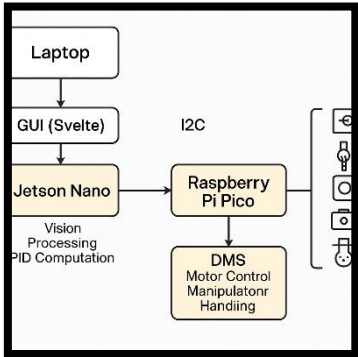 Laptop
GUI (Svelte)
I2C
Jetson Nano
Raspberry
Pi Pico
Vision
Processing
PID Computation
DMS
Motor Control
Manipulatonr
Handiing